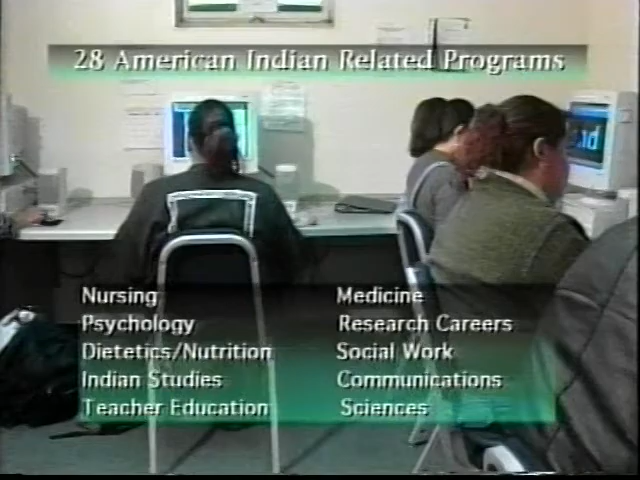 28 American Indian Related Programs
Nursing
Psychology
Dietetics/Nutrition
Indian Studies
Teacher Education
Medicine
Research Careers
Social Work
Communications
Sciences